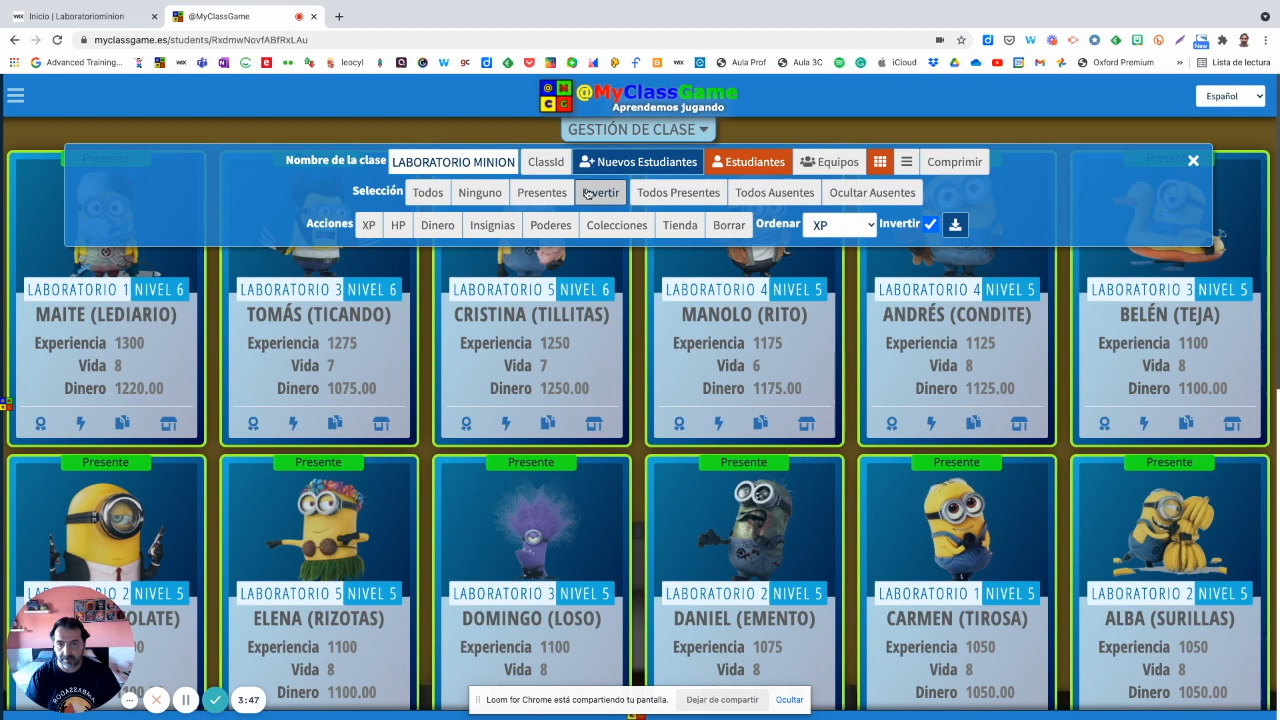 Inicio | Laboratoriominion
@MyClassGame
myclassgame.es/students/RxdmwNovfABfRxLAu
Advanced Training... leocyl Aula Prof Aula 3C iCloud Oxford Premium » Lista de lectura
New
@MyClassGame
Aprendemos jugando
Español
GESTIÓN DE CLASE
Nombre de la clase LABORATORIO MINION ClassId Nuevos Estudiantes Estudiantes Equipos Comprimir
Selección Todos Ninguno Presentes Invertir Todos Presentes Todos Ausentes Ocultar Ausentes
Acciones XP HP Dinero Insignias Poderes Colecciones Tienda Borrar Ordenar XP Invertir
LABORATORIO 1 NIVEL 6 LABORATORIO 3 NIVEL 6 LABORATORIO 5 NIVEL 6 LABORATORIO 4 NIVEL 5 LABORATORIO 4 NIVEL 5 LABORATORIO 3 NIVEL 5
MAITE (LEDIARIO) TOMÁS (TICANDO) CRISTINA (TILLITAS) MANOLO (RITO) ANDRÉS (CONDITE) BELÉN (TEJA)
Experiencia 1300 Experiencia 1275 Experiencia 1250 Experiencia 1175 Experiencia 1125 Experiencia 1100
Vida 8 Vida 7 Vida 7 Vida 6 Vida 8 Vida 8
Dinero 1220.00 Dinero 1075.00 Dinero 1250.00 Dinero 1175.00 Dinero 1125.00 Dinero 1100.00
Presente Presente Presente Presente Presente Presente
2 NIVEL 5 LABORATORIO 5 NIVEL 5 LABORATORIO 3 NIVEL 5 LABORATORIO 2 NIVEL 5 LABORATORIO 1 NIVEL 5 LABORATORIO 2 NIVEL 5
OLATE) ELENA (RIZOTAS) DOMINGO (LOSO) DANIEL (EMENTO) CARMEN (TIROSA) ALBA (SURILLAS)
1100 Experiencia 1100 Experiencia 1100 Experiencia 1075 Experiencia 1050 Experiencia 1050
8 Vida 8 Vida 8 Vida 8 Vida 8 Vida 8
Dinero 1100.00 Dinero 1050.00 Dinero 1050.00
3:47
Loom for Chrome está compartiendo tu pantalla. Dejar de compartir Ocultar